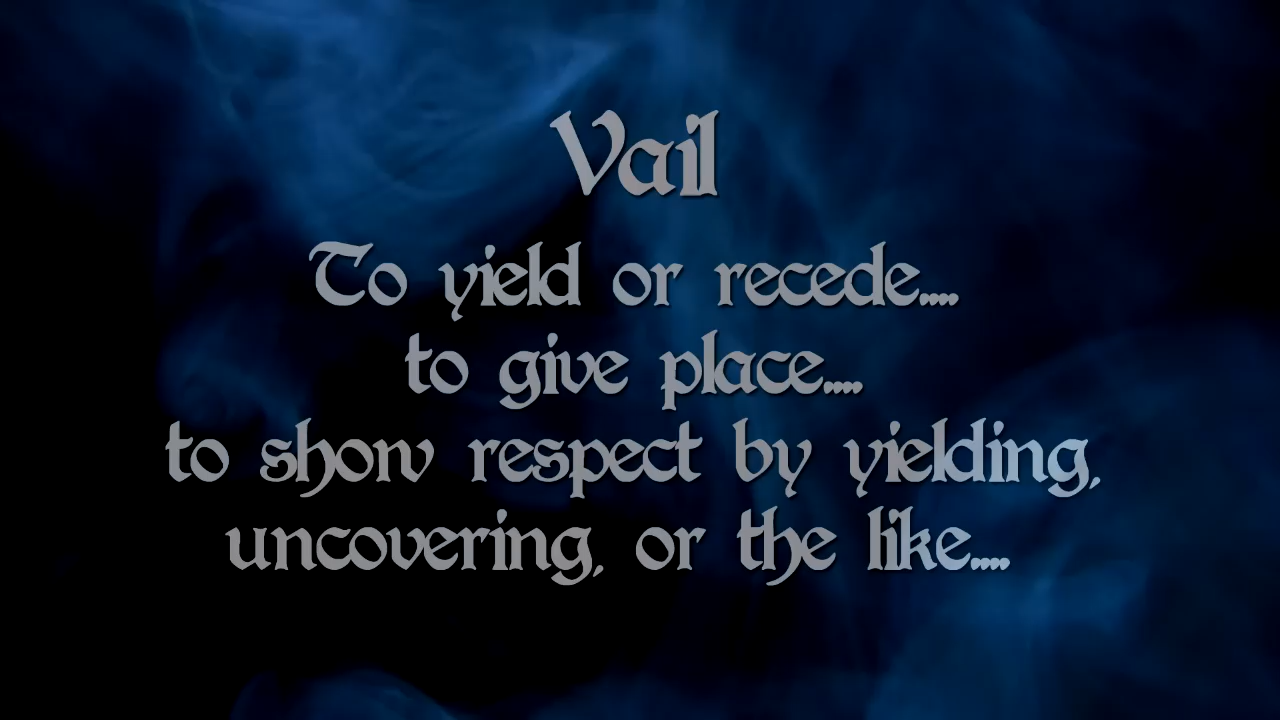 Vail
To yield or recede....
to give place....
to show respect by yielding,
uncovering, or the like....